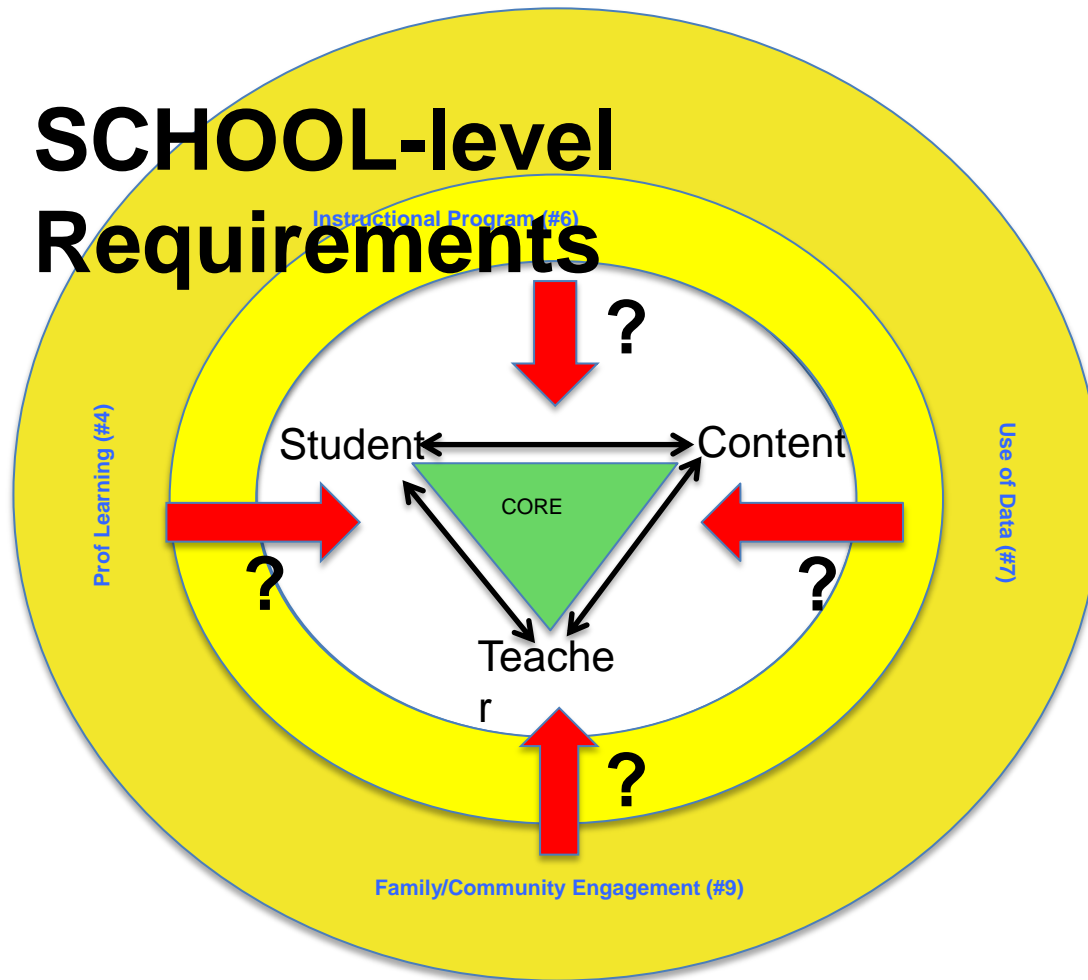 SCHOOL-level
Requirements
Instructional Program (#6)
?
Student
Content
CORE
Prof Learning (#4)
Use of Data (#7)
?
?
Teache
r
?
Family/Community Engagement (#9)